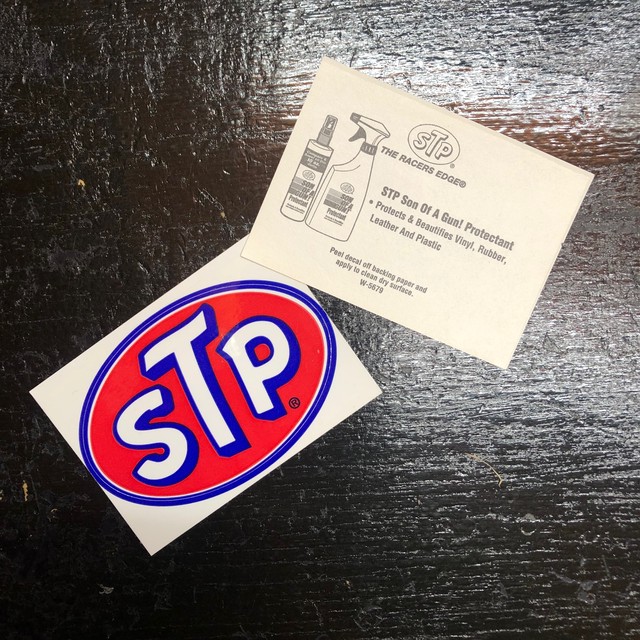 STP®
THE RACERS EDGE®
STP Son Of A Gun! Protectant
• Protects & Beautifies Vinyl, Rubber,
Leather And Plastic
Peel decal off backing paper and
apply to clean dry surface.
W-5679
STP®